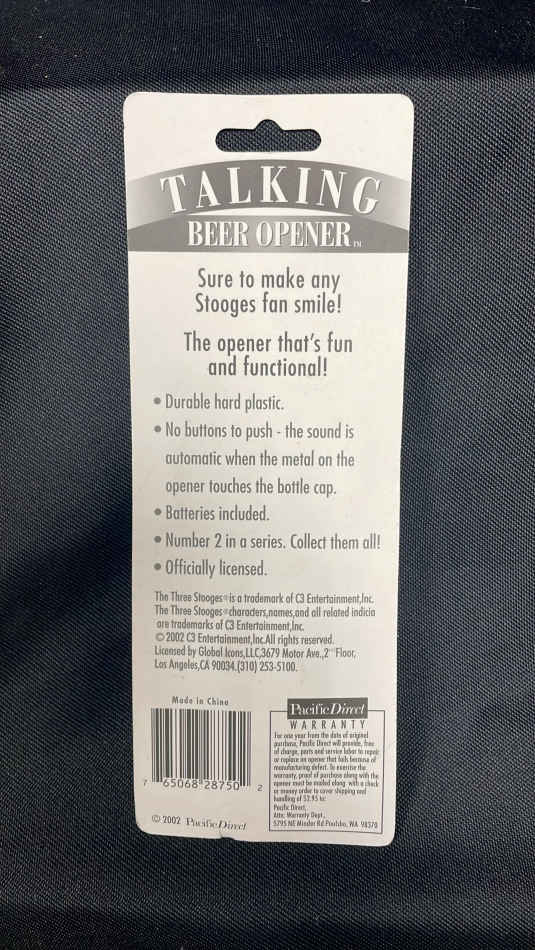 TALKING
BEER OPENER™
Sure to make any
Stooges fan smile!
The opener that's fun
and functional!
• Durable hard plastic.
• No buttons to push - the sound is
automatic when the metal on the
opener touches the bottle cap.
• Batteries included.
• Number 2 in a series. Collect them all!
• Officially licensed.
The Three Stooges® is a trademark of C3 Entertainment,Inc.
The Three Stooges® characters,names,and all related indicia
are trademarks of C3 Entertainment,Inc.
© 2002 C3 Entertainment,Inc.All rights reserved.
Licensed by Global Icons,LLC,3679 Motor Ave.,2nd Floor,
Los Angeles,CA 90034.(310) 253-5100.
Made in China
7 65068 28750 2
© 2002 Pacific Direct
Pacific Direct
WARRANTY
For one year from the date of original
purchase, Pacific Direct will provide, free
of charge, parts and service labor to repair
or replace an opener that fails because of
manufacturing defect. To exercise the
warranty, proof of purchase along with the
opener must be mailed along with a check
or money order to cover shipping and
handling of $2.95 to:
Pacific Direct,
Attn: Warranty Dept.,
5795 NE Minder Rd Poulsbo, WA 98370